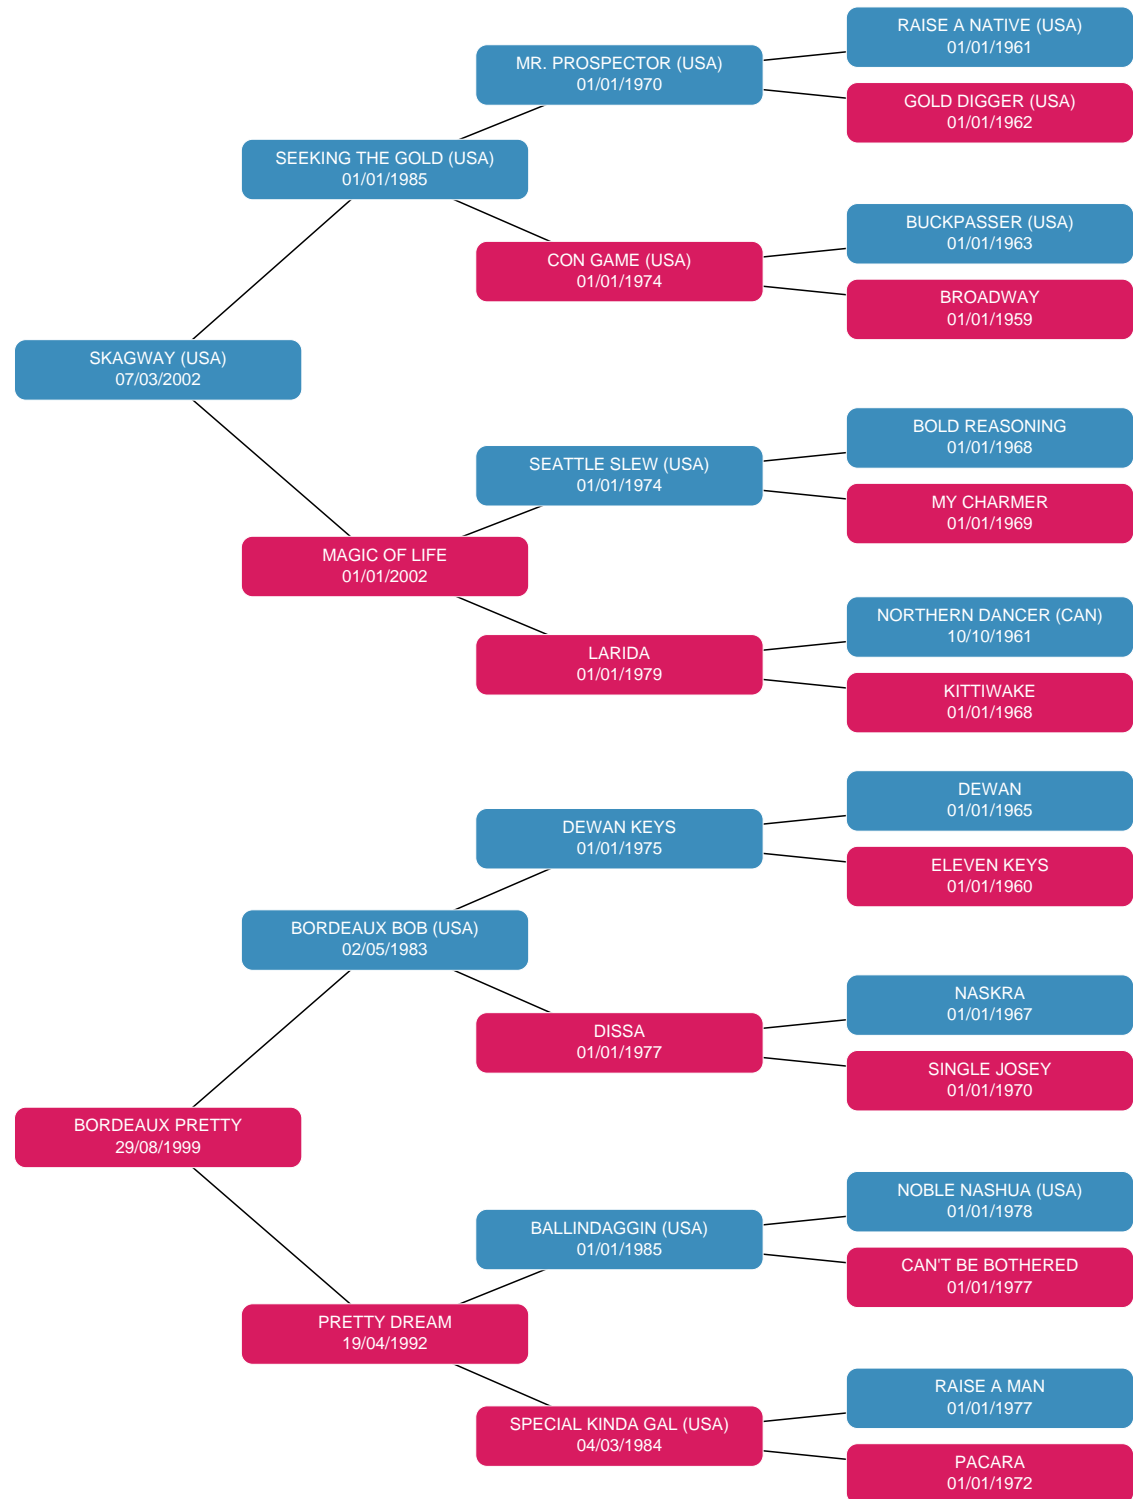 RAISE A NATIVE (USA)
01/01/1961
MR. PROSPECTOR (USA)
01/01/1970
GOLD DIGGER (USA)
01/01/1962
SEEKING THE GOLD (USA)
01/01/1985
BUCKPASSER (USA)
01/01/1963
CON GAME (USA)
01/01/1974
BROADWAY
01/01/1959
SKAGWAY (USA)
07/03/2002
BOLD REASONING
01/01/1968
SEATTLE SLEW (USA)
01/01/1974
MY CHARMER
01/01/1969
MAGIC OF LIFE
01/01/2002
NORTHERN DANCER (CAN)
10/10/1961
LARIDA
01/01/1979
KITTIWAKE
01/01/1968
DEWAN
01/01/1965
DEWAN KEYS
01/01/1975
ELEVEN KEYS
01/01/1960
BORDEAUX BOB (USA)
02/05/1983
NASKRA
01/01/1967
DISSA
01/01/1977
SINGLE JOSEY
01/01/1970
BORDEAUX PRETTY
29/08/1999
NOBLE NASHUA (USA)
01/01/1978
BALLINDAGGIN (USA)
01/01/1985
CAN'T BE BOTHERED
01/01/1977
PRETTY DREAM
19/04/1992
RAISE A MAN
01/01/1977
SPECIAL KINDA GAL (USA)
04/03/1984
PACARA
01/01/1972